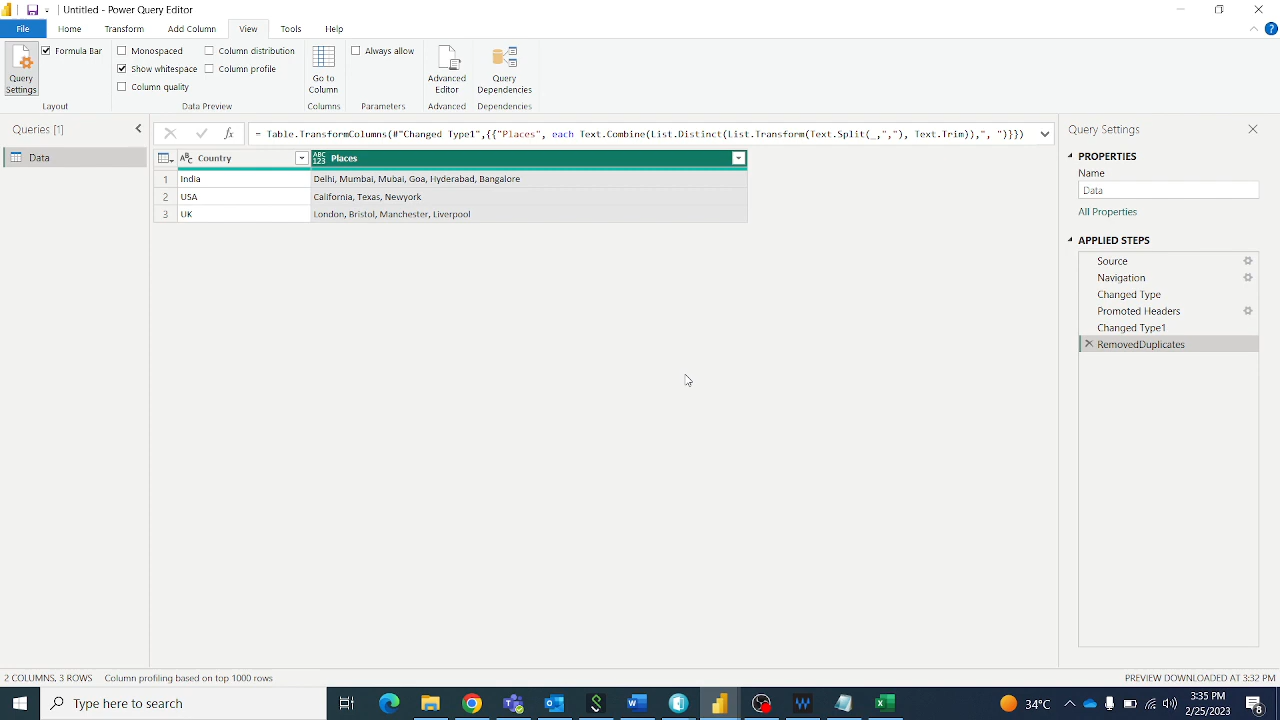 Untitled - Power Query Editor
File Home Transform Add Column View Tools Help
Query Settings
Formula Bar
Layout
Monospaced
Show whitespace
Column quality
Column distribution
Column profile
Data Preview
Go to Column
Columns
Always allow
Parameters
Advanced Editor
Advanced
Query Dependencies
Dependencies
Queries [1]
Data
fx
= Table.TransformColumns(#"Changed Type1",{{"Places", each Text.Combine(List.Distinct(List.Transform(Text.Split(_,","), Text.Trim)),", ")}})
Country ABC 123 Places
1 India Delhi, Mumbai, Mubai, Goa, Hyderabad, Bangalore
2 USA California, Texas, Newyork
3 UK London, Bristol, Manchester, Liverpool
Query Settings
PROPERTIES
Name
Data
All Properties
APPLIED STEPS
Source
Navigation
Changed Type
Promoted Headers
Changed Type1
RemovedDuplicates
2 COLUMNS, 3 ROWS Column profiling based on top 1000 rows
PREVIEW DOWNLOADED AT 3:32 PM
Type here to search
34°C
3:35 PM
2/25/2023